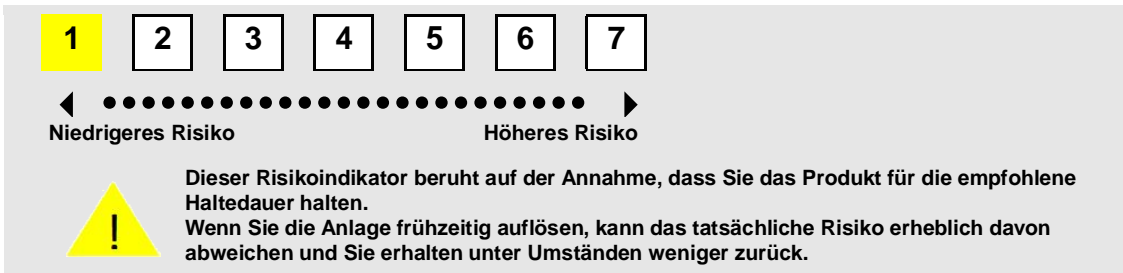 1 2 3 4 5 6 7
Niedrigeres Risiko Höheres Risiko
Dieser Risikoindikator beruht auf der Annahme, dass Sie das Produkt für die empfohlene
Haltedauer halten.
! Wenn Sie die Anlage frühzeitig auflösen, kann das tatsächliche Risiko erheblich davon
abweichen und Sie erhalten unter Umständen weniger zurück.